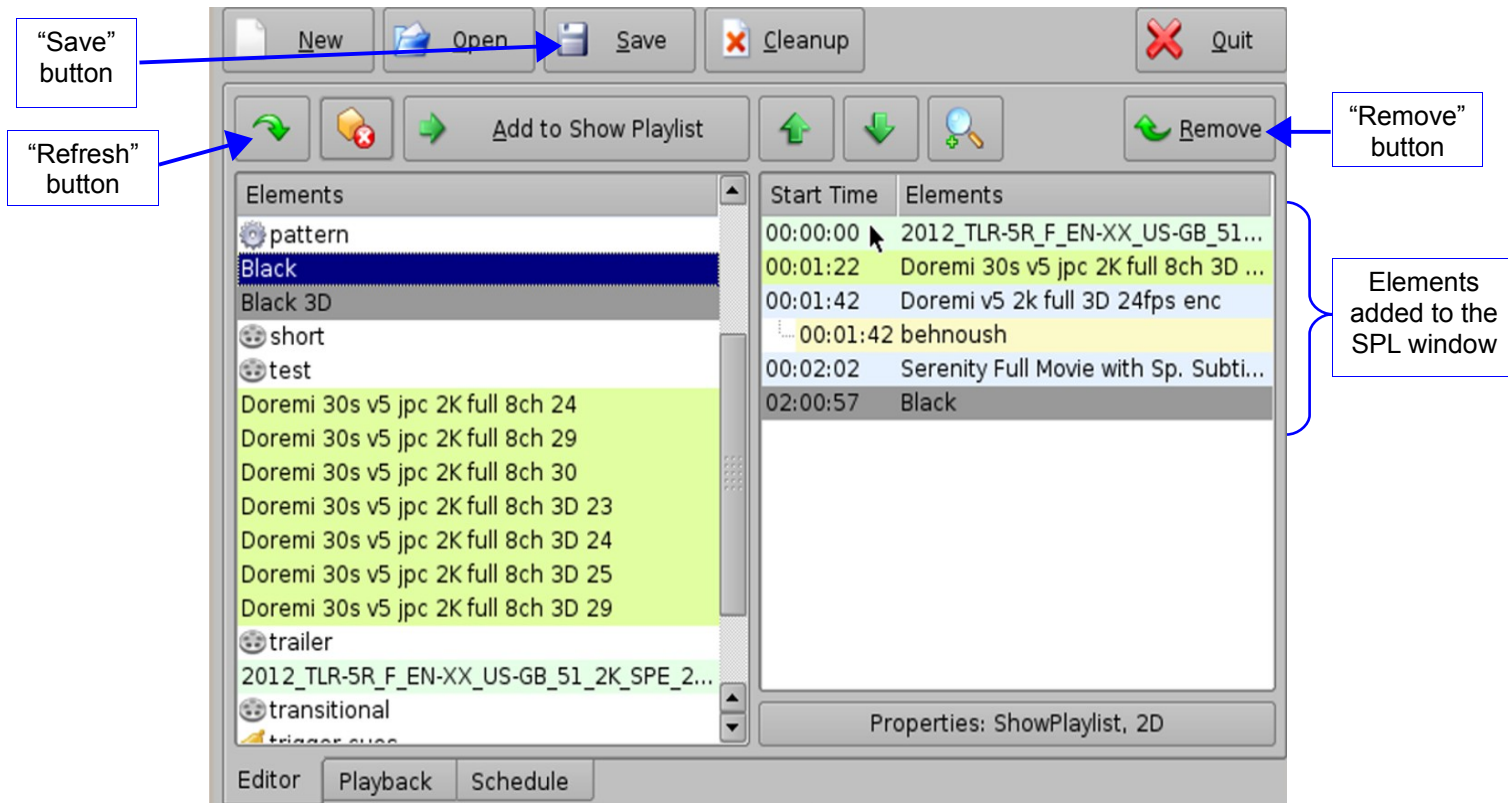 “Save”
button
New
Open
Save
Cleanup
Quit
“Refresh”
button
Add to Show Playlist
Remove
“Remove”
button
Elements
pattern
Black
Black 3D
short
test
Doremi 30s v5 jpc 2K full 8ch 24
Doremi 30s v5 jpc 2K full 8ch 29
Doremi 30s v5 jpc 2K full 8ch 30
Doremi 30s v5 jpc 2K full 8ch 3D 23
Doremi 30s v5 jpc 2K full 8ch 3D 24
Doremi 30s v5 jpc 2K full 8ch 3D 25
Doremi 30s v5 jpc 2K full 8ch 3D 29
trailer
2012_TLR-5R_F_EN-XX_US-GB_51_2K_SPE_2...
transitional
trigger cues
Start Time Elements
00:00:00 2012_TLR-5R_F_EN-XX_US-GB_51...
00:01:22 Doremi 30s v5 jpc 2K full 8ch 3D ...
00:01:42 Doremi v5 2k full 3D 24fps enc
00:01:42 behnoush
00:02:02 Serenity Full Movie with Sp. Subti...
02:00:57 Black
Elements
added to the
SPL window
Properties: ShowPlaylist, 2D
Editor
Playback
Schedule